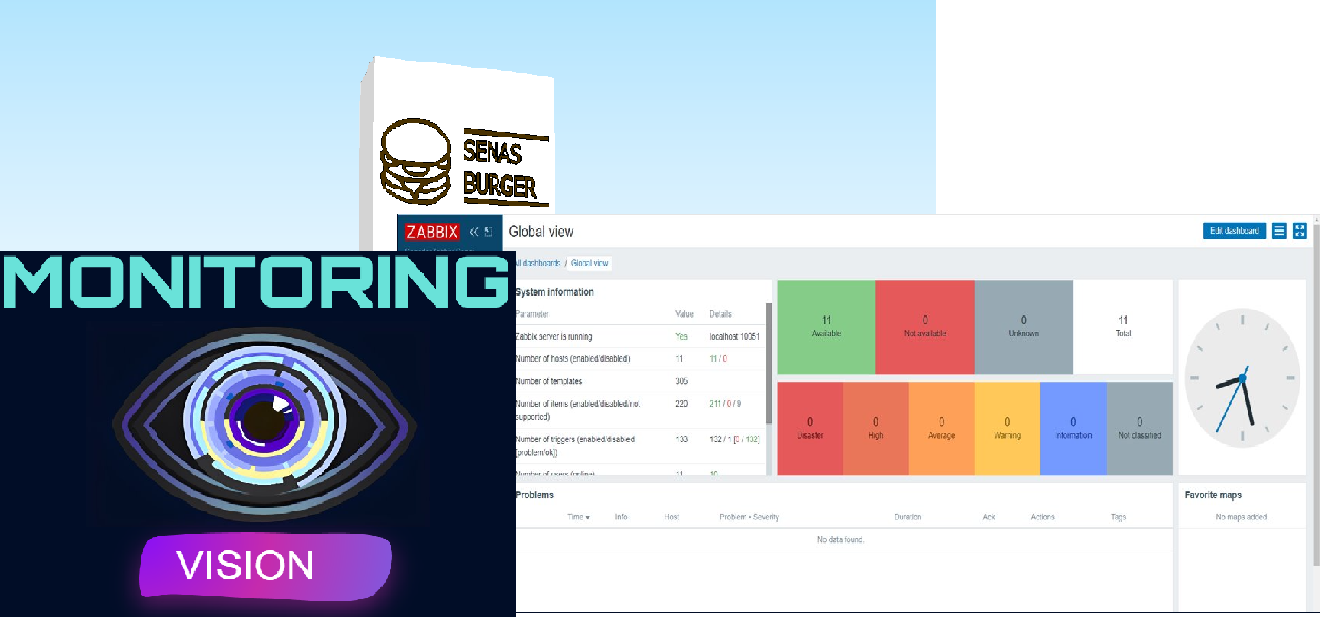 SENAS
BURGER
ZABBIX
Global view
Edit dashboard
MONITORING
VISION
All dashboards / Global view
System information
Parameter Value Details
Zabbix server is running Yes localhost:10051
Number of hosts (enabled/disabled) 11 11 / 0
Number of templates 305
Number of items (enabled/disabled/not supported) 220 211 / 0 / 9
Number of triggers (enabled/disabled [problem/ok]) 133 132 / 1 [0 / 132]
Number of users (online) 11 10
11 Available
0 Not available
0 Unknown
11 Total
0 Disaster
0 High
0 Average
0 Warning
0 Information
0 Not classified
Problems
Time Info Host Problem • Severity Duration Ack Actions Tags
No data found.
Favorite maps
No maps added